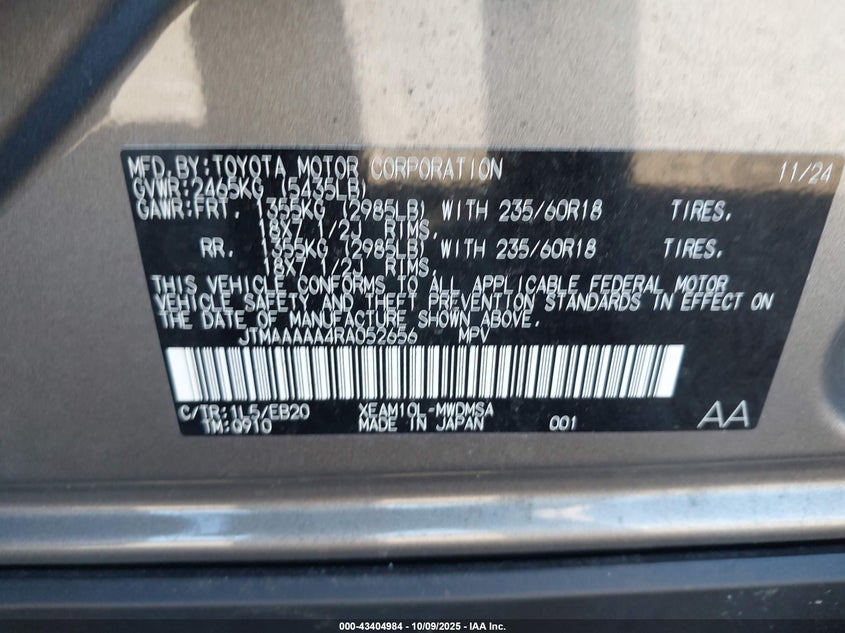 MFD.BY:TOYOTA MOTOR CORPORATION 11/24
GVWR:2465KG (5435LB)
GAWR:FRT. 1355KG (2985LB) WITH 235/60R18 TIRES,
18X7 1/2J RIMS,
RR. 1355KG (2985LB) WITH 235/60R18 TIRES,
18X7 1/2J RIMS,
THIS VEHICLE CONFORMS TO ALL APPLICABLE FEDERAL MOTOR
VEHICLE SAFETY AND THEFT PREVENTION STANDARDS IN EFFECT ON
THE DATE OF MANUFACTURE SHOWN ABOVE.
JTMAAAAA4RA052656 MPV
C/TR:1L5/EB20 XEAM10L-MWDMSA
TM:Q910 MADE IN JAPAN 001 AA
000-43404984 - 10/09/2025 - IAA Inc.